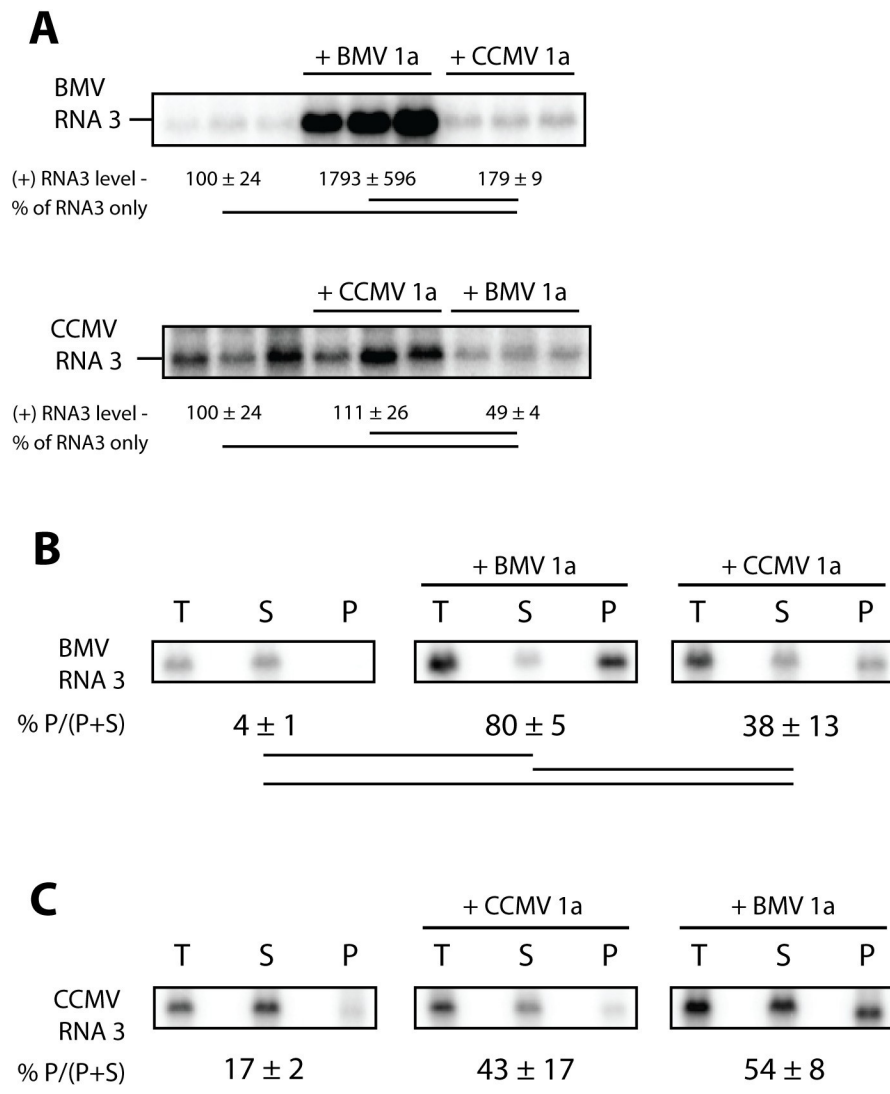 A
+ BMV 1a + CCMV 1a
BMV
RNA 3
(+) RNA3 level - 100 ± 24 1793 ± 596 179 ± 9
% of RNA3 only
+ CCMV 1a + BMV 1a
CCMV
RNA 3
(+) RNA3 level - 100 ± 24 111 ± 26 49 ± 4
% of RNA3 only
B
+ BMV 1a + CCMV 1a
T S P T S P T S P
BMV
RNA 3
% P/(P+S) 4 ± 1 80 ± 5 38 ± 13
C
+ CCMV 1a + BMV 1a
T S P T S P T S P
CCMV
RNA 3
% P/(P+S) 17 ± 2 43 ± 17 54 ± 8